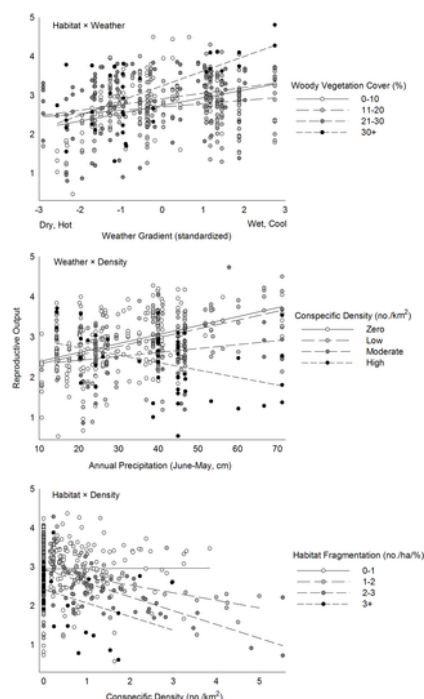 Habitat × Weather
5
4
3
2
1
0
-3 -2 -1 0 1 2 3
Dry, Hot Wet, Cool
Weather Gradient (standardized)
Woody Vegetation Cover (%)
0-10
11-20
21-30
30+
Weather × Density
5
4
3
2
1
10 20 30 40 50 60 70
Annual Precipitation (June-May, cm)
Reproductive Output
Conspecific Density (no./km²)
Zero
Low
Moderate
High
Habitat × Density
5
4
3
2
1
0 1 2 3 4 5
Conspecific Density (no./km²)
Habitat Fragmentation (no./ha/%)
0-1
1-2
2-3
3+